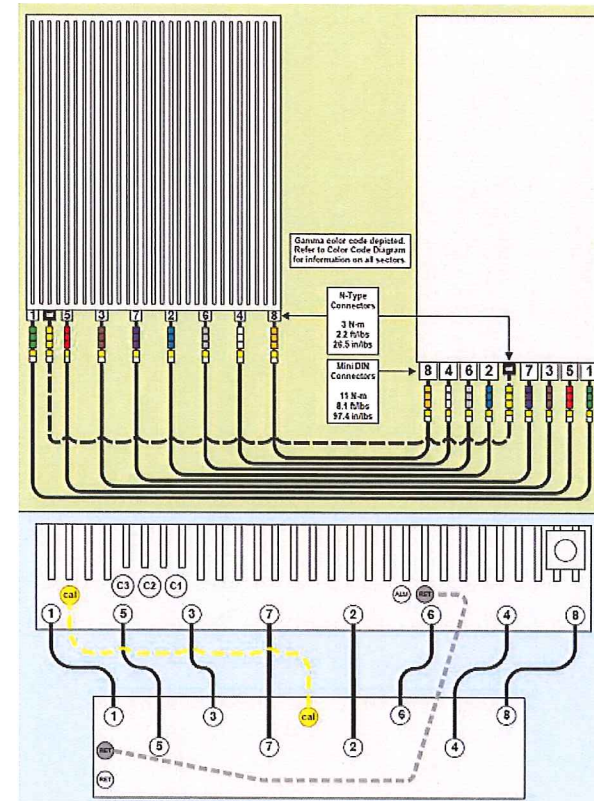 Gamma color code depicted.
Refer to Color Code Diagram
for information on all sectors
1 5 3 7 2 6 4 8
N-Type
Connectors
3 N-m
2.2 ft/lbs
26.5 in/lbs
Mini DIN
Connectors
11 N-m
8.1 ft/lbs
97.4 in/lbs
8 4 6 2 7 3 5 1
cal C3 C2 C1 ALU RET
1 5 3 7 2 6 4 8
1 3 cal 6 8
RET 5 7 2 4
RET